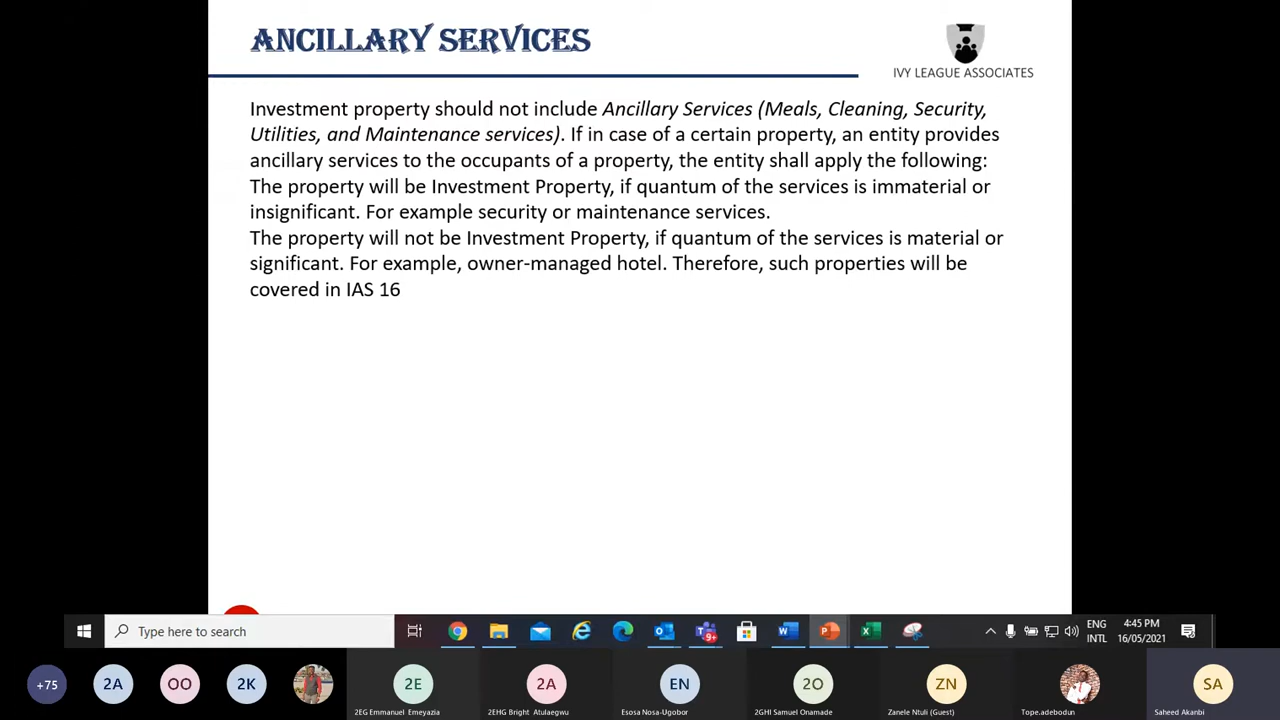 ANCILLARY SERVICES
IVY LEAGUE ASSOCIATES
Investment property should not include Ancillary Services (Meals, Cleaning, Security,
Utilities, and Maintenance services). If in case of a certain property, an entity provides
ancillary services to the occupants of a property, the entity shall apply the following:
The property will be Investment Property, if quantum of the services is immaterial or
insignificant. For example security or maintenance services.
The property will not be Investment Property, if quantum of the services is material or
significant. For example, owner-managed hotel. Therefore, such properties will be
covered in IAS 16
Type here to search
9+
ENG
INTL
4:45 PM
16/05/2021
+75
2A
OO
2K
2E
2EG Emmanuel Emeyazia
2A
2EHG Bright Atulaegwu
EN
Esosa Nosa-Ugobor
2O
2GHI Samuel Onamade
ZN
Zanele Ntuli (Guest)
Tope.adebodun
SA
Saheed Akanbi